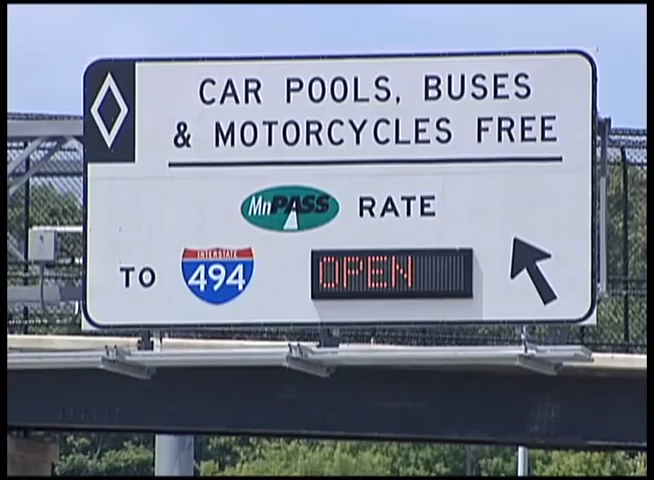 CAR POOLS, BUSES
& MOTORCYCLES FREE
MnPASS RATE
TO INTERSTATE 494 OPEN